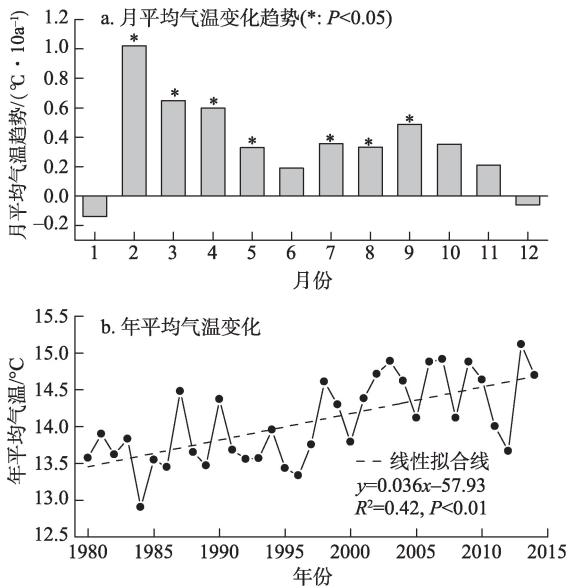 a. 月平均气温变化趋势(*: P<0.05)
月平均气温趋势/(℃·10a⁻¹)
1.2
1.0
0.8
0.6
0.4
0.2
0.0
−0.2
* * * * * * *
1 2 3 4 5 6 7 8 9 10 11 12
月份
b. 年平均气温变化
年平均气温/°C
15.5
15.0
14.5
14.0
13.5
13.0
12.5
线性拟合线
y=0.036x−57.93
R²=0.42, P<0.01
1980 1985 1990 1995 2000 2005 2010 2015
年份